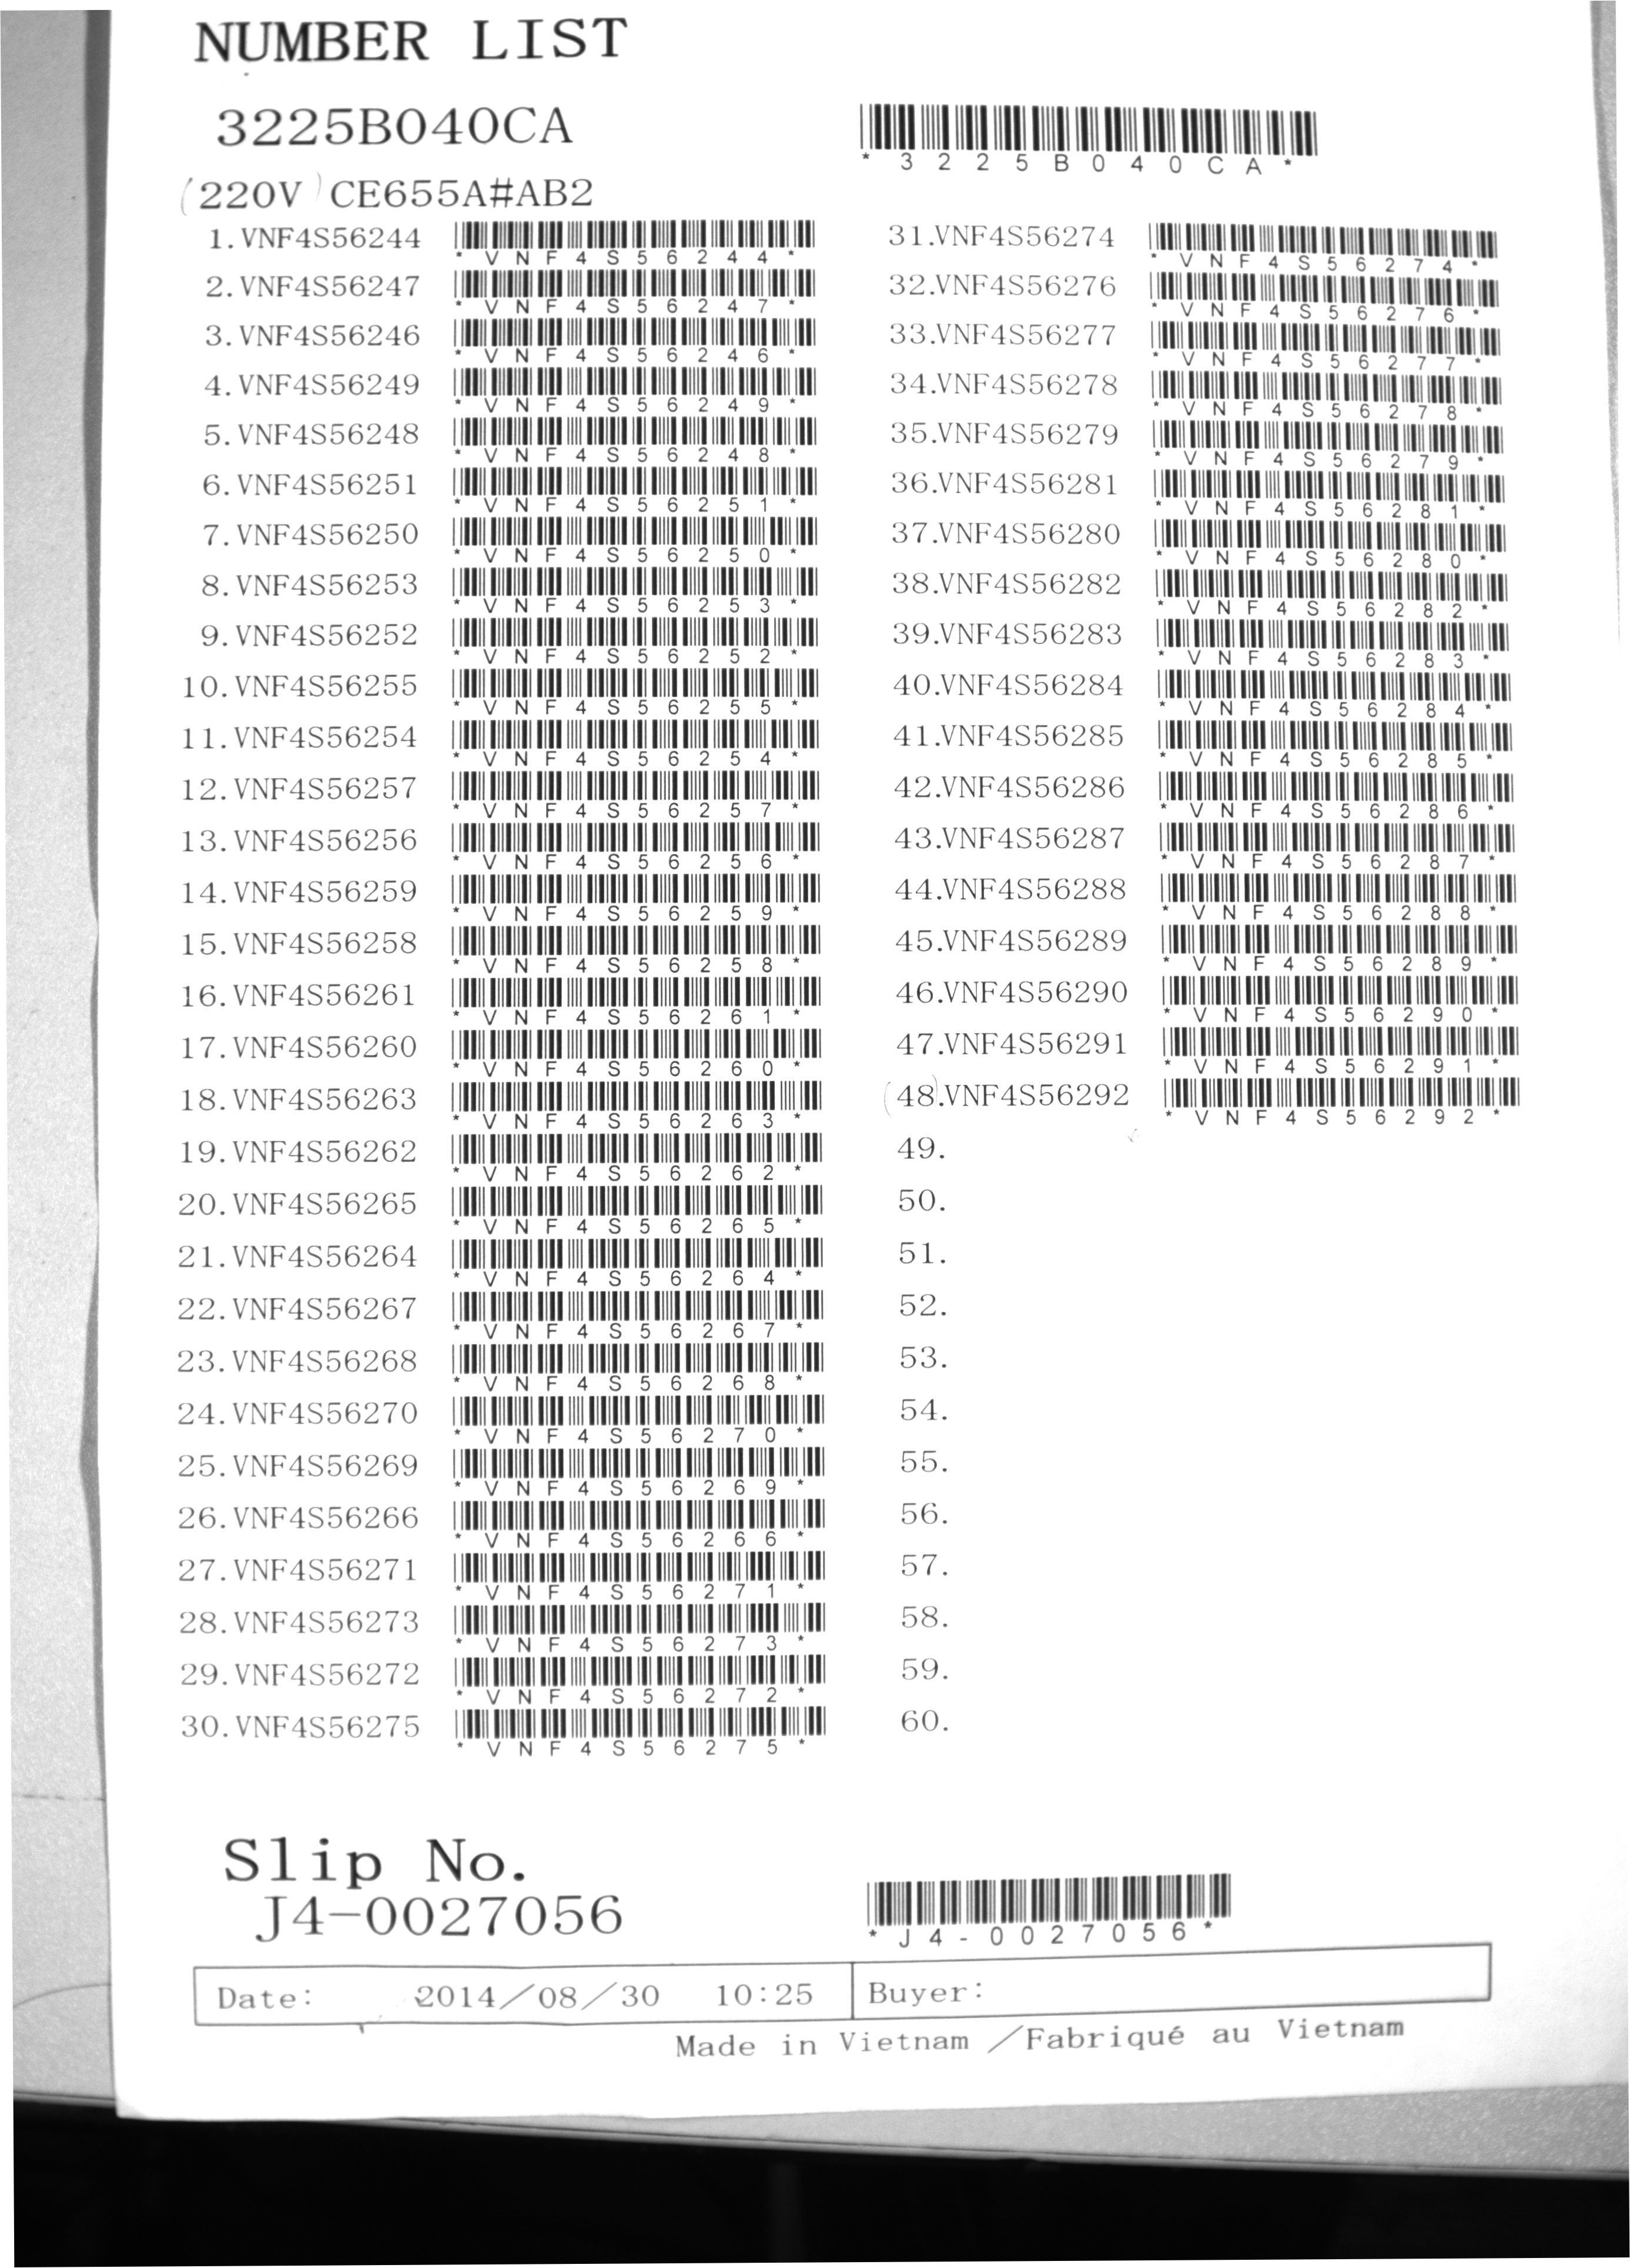 NUMBER LIST
3225B040CA
*3225B040CA*
(220V) CE655A#AB2
1.VNF4S56244
*VNF4S56244*
2.VNF4S56247
*VNF4S56247*
3.VNF4S56246
*VNF4S56246*
4.VNF4S56249
*VNF4S56249*
5.VNF4S56248
*VNF4S56248*
6.VNF4S56251
*VNF4S56251*
7.VNF4S56250
*VNF4S56250*
8.VNF4S56253
*VNF4S56253*
9.VNF4S56252
*VNF4S56252*
10.VNF4S56255
*VNF4S56255*
11.VNF4S56254
*VNF4S56254*
12.VNF4S56257
*VNF4S56257*
13.VNF4S56256
*VNF4S56256*
14.VNF4S56259
*VNF4S56259*
15.VNF4S56258
*VNF4S56258*
16.VNF4S56261
*VNF4S56261*
17.VNF4S56260
*VNF4S56260*
18.VNF4S56263
*VNF4S56263*
19.VNF4S56262
*VNF4S56262*
20.VNF4S56265
*VNF4S56265*
21.VNF4S56264
*VNF4S56264*
22.VNF4S56267
*VNF4S56267*
23.VNF4S56268
*VNF4S56268*
24.VNF4S56270
*VNF4S56270*
25.VNF4S56269
*VNF4S56269*
26.VNF4S56266
*VNF4S56266*
27.VNF4S56271
*VNF4S56271*
28.VNF4S56273
*VNF4S56273*
29.VNF4S56272
*VNF4S56272*
30.VNF4S56275
*VNF4S56275*
31.VNF4S56274
*VNF4S56274*
32.VNF4S56276
*VNF4S56276*
33.VNF4S56277
*VNF4S56277*
34.VNF4S56278
*VNF4S56278*
35.VNF4S56279
*VNF4S56279*
36.VNF4S56281
*VNF4S56281*
37.VNF4S56280
*VNF4S56280*
38.VNF4S56282
*VNF4S56282*
39.VNF4S56283
*VNF4S56283*
40.VNF4S56284
*VNF4S56284*
41.VNF4S56285
*VNF4S56285*
42.VNF4S56286
*VNF4S56286*
43.VNF4S56287
*VNF4S56287*
44.VNF4S56288
*VNF4S56288*
45.VNF4S56289
*VNF4S56289*
46.VNF4S56290
*VNF4S56290*
47.VNF4S56291
*VNF4S56291*
(48).VNF4S56292
*VNF4S56292*
49.
50.
51.
52.
53.
54.
55.
56.
57.
58.
59.
60.
Slip No.
J4-0027056
*J4-0027056*
Date: 2014/08/30 10:25 Buyer:
Made in Vietnam /Fabriqué au Vietnam